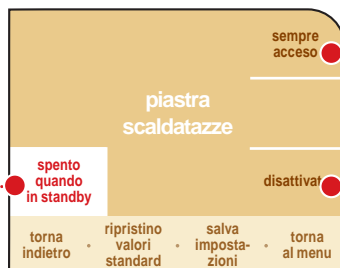 sempre
acceso
piastra
scaldatazze
spento
quando
in standby
disattivat
torna
indietro
ripristino
valori
standard
salva
imposta-
zioni
torna
al menu